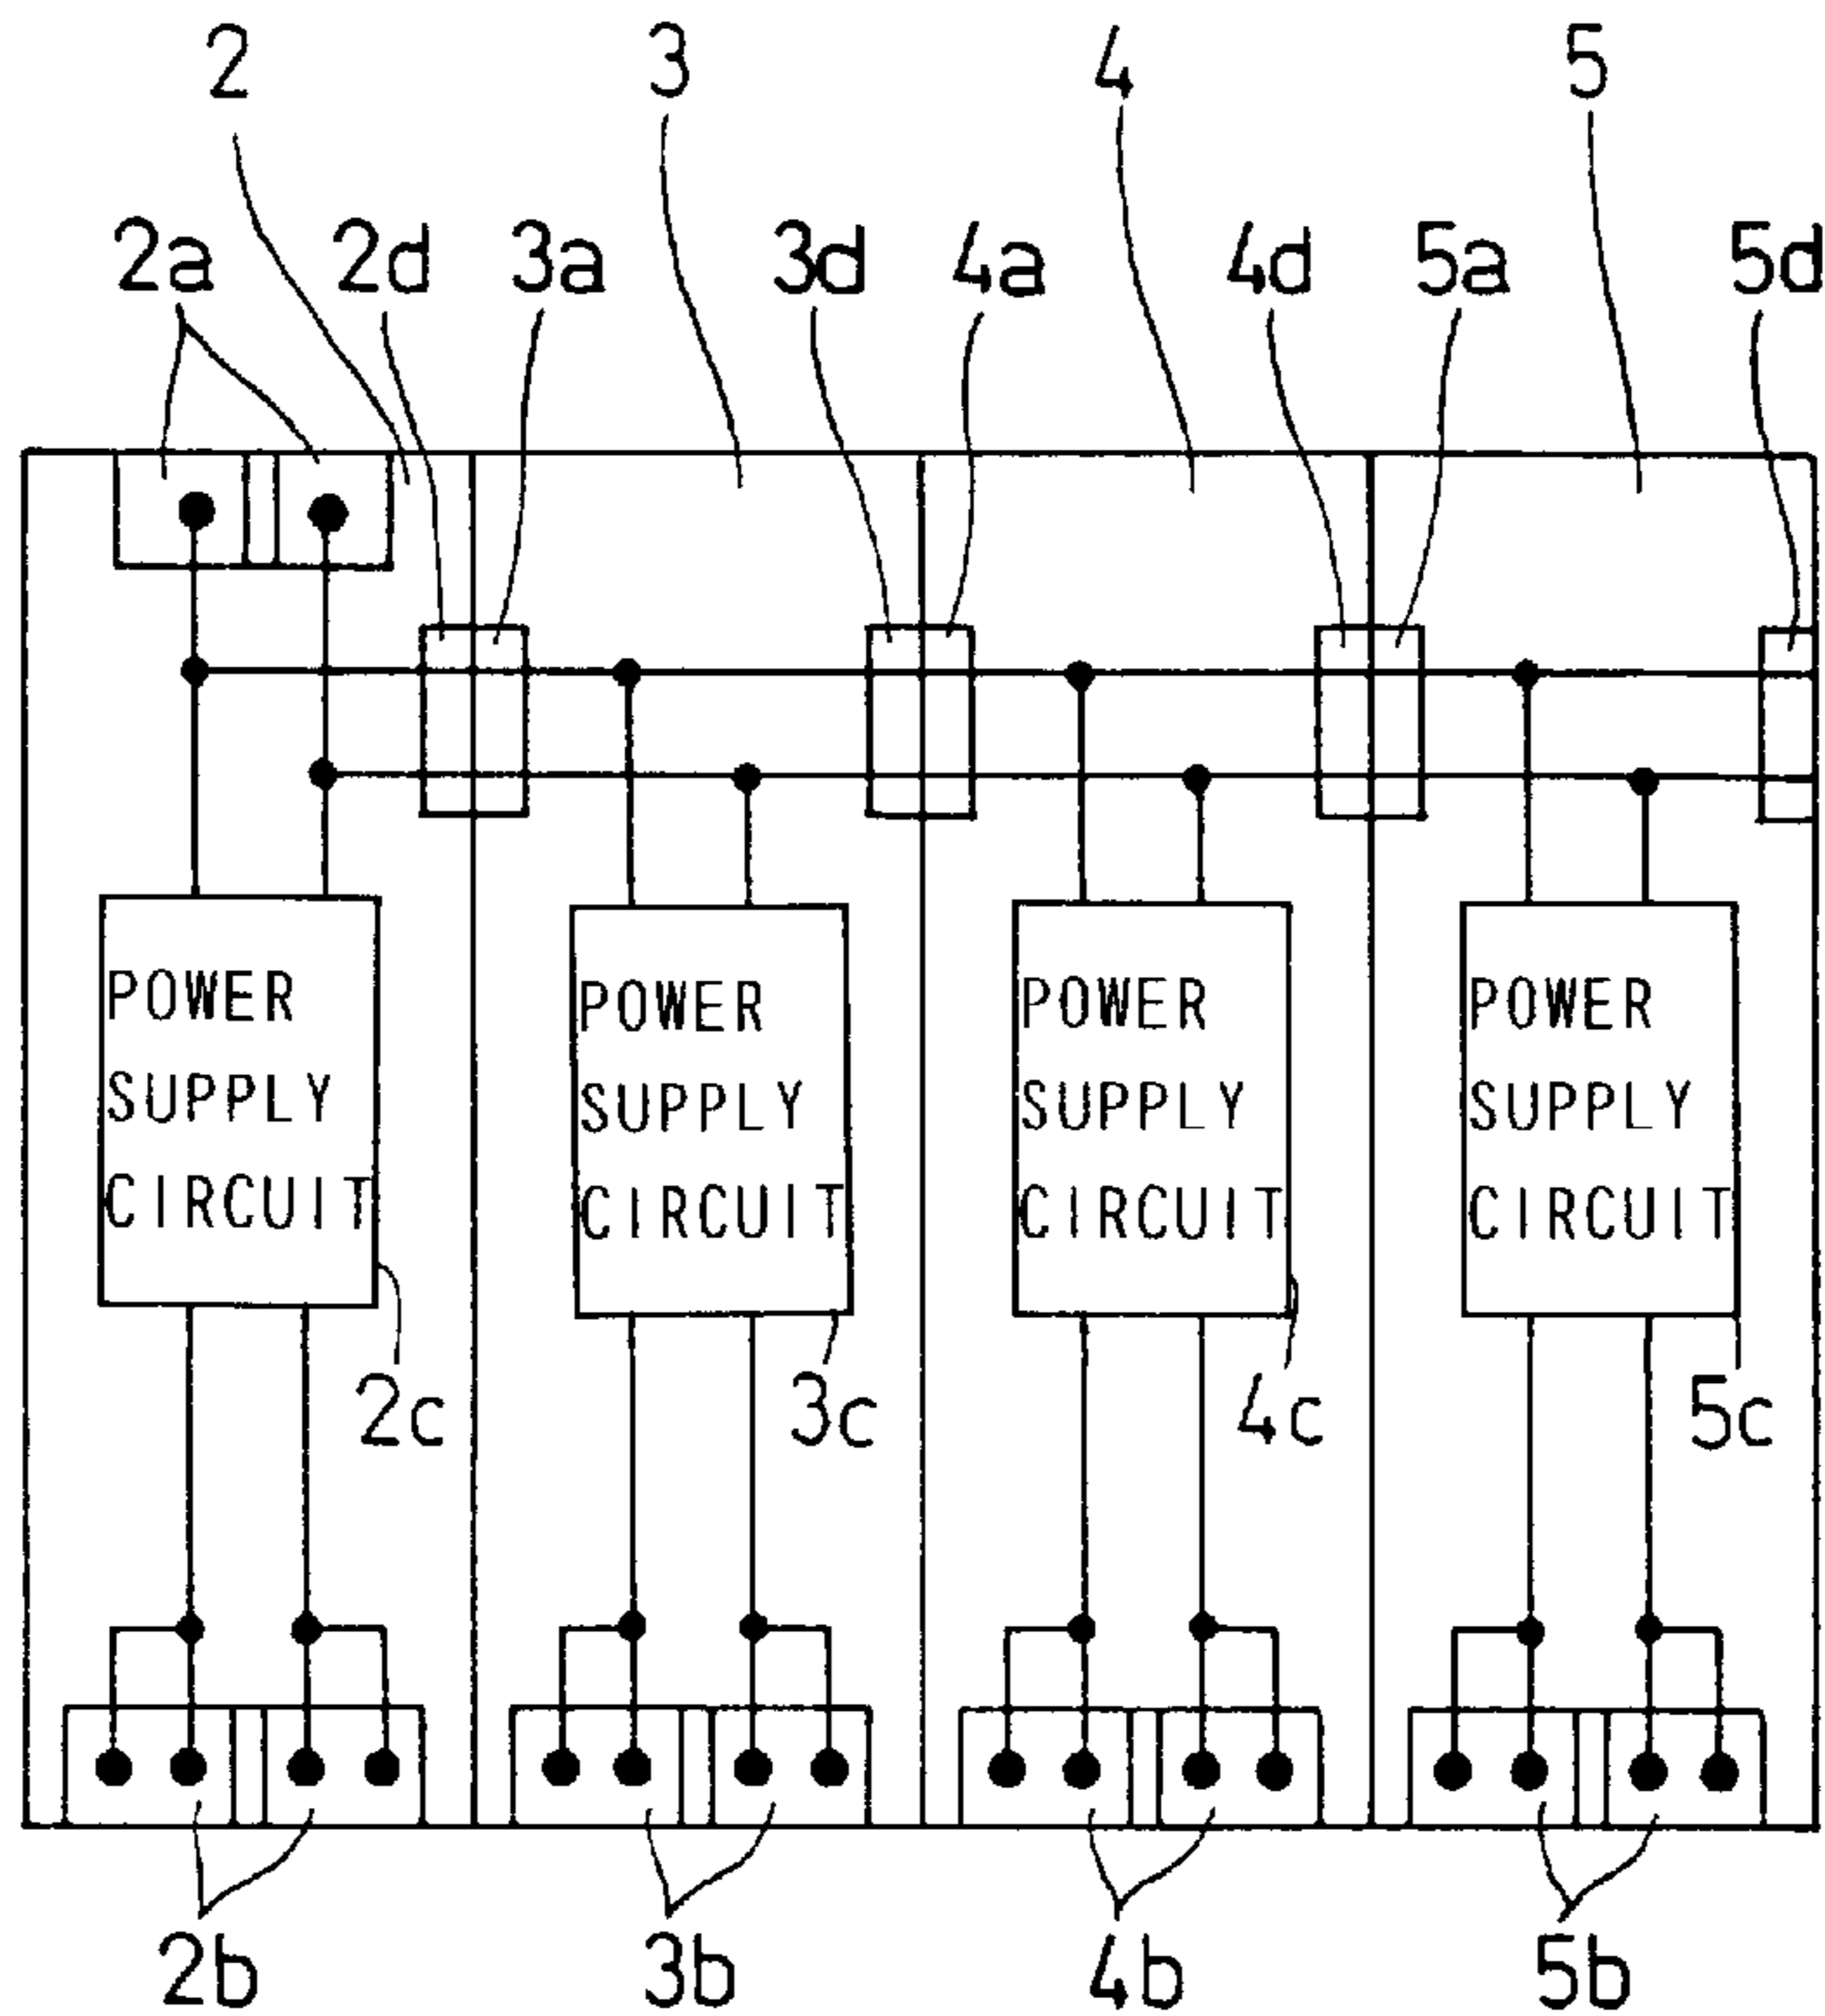 2 3 4 5
2a 2d 3a 3d 4a 4d 5a 5d
POWER
SUPPLY
CIRCUIT
POWER
SUPPLY
CIRCUIT
POWER
SUPPLY
CIRCUIT
POWER
SUPPLY
CIRCUIT
2c 3c 4c 5c
2b 3b 4b 5b